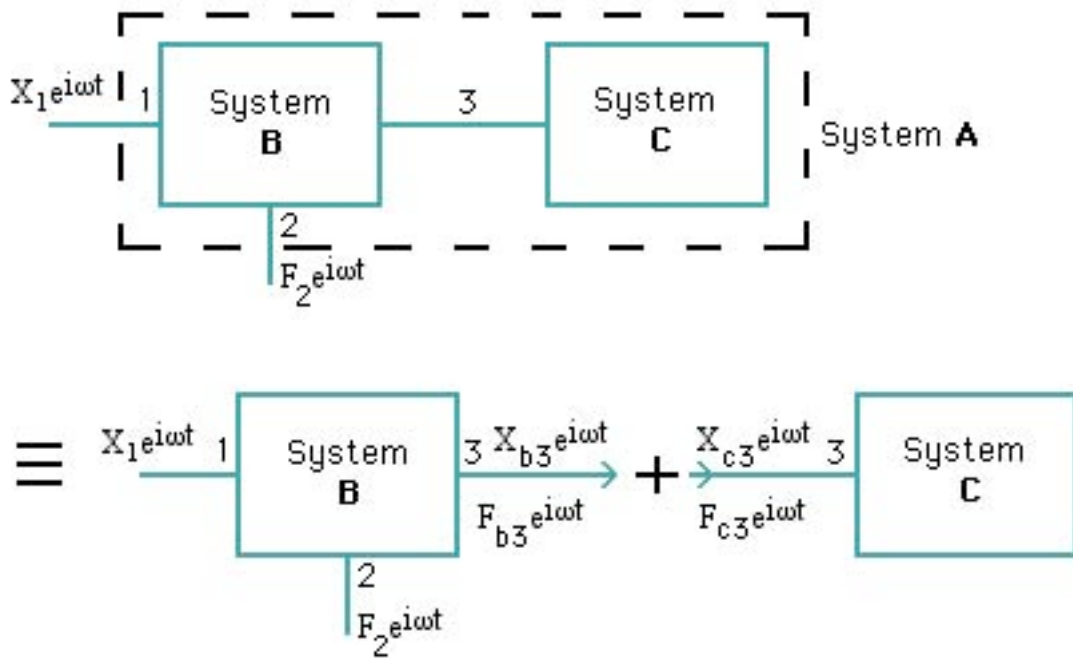 X₁e^{iωt} 1 System B 3 System C System A
2
F₂e^{iωt}
≡ X₁e^{iωt} 1 System B 3 X_{b3}e^{iωt} + X_{c3}e^{iωt} 3 System C
F_{b3}e^{iωt} F_{c3}e^{iωt}
2
F₂e^{iωt}